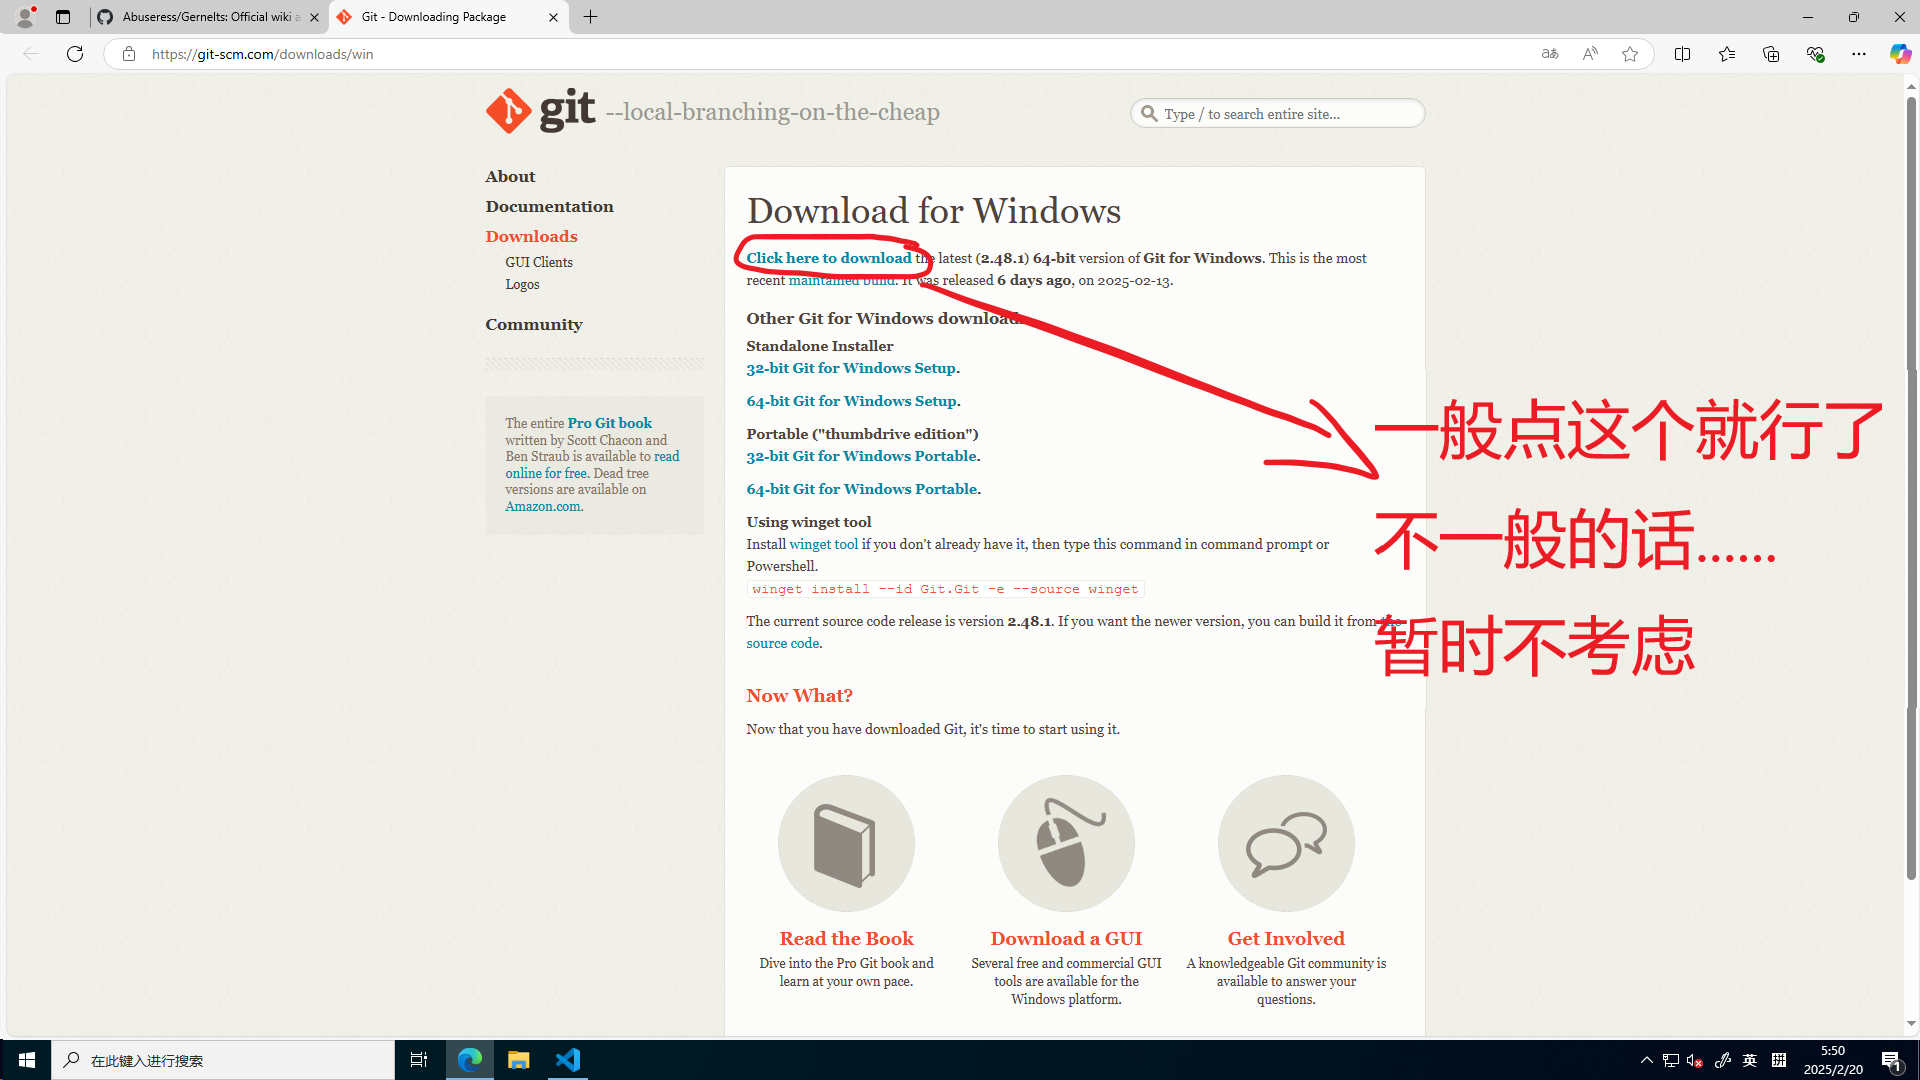 Abuseress/Gernelts: Official wiki a
Git - Downloading Package
https://git-scm.com/downloads/win
git --local-branching-on-the-cheap
Type / to search entire site...
About
Documentation
Downloads
GUI Clients
Logos
Community
The entire Pro Git book
written by Scott Chacon and
Ben Straub is available to read
online for free. Dead tree
versions are available on
Amazon.com.
Download for Windows
Click here to download the latest (2.48.1) 64-bit version of Git for Windows. This is the most
recent maintained build. It was released 6 days ago, on 2025-02-13.
Other Git for Windows downloads
Standalone Installer
32-bit Git for Windows Setup.
64-bit Git for Windows Setup.
Portable ("thumbdrive edition")
32-bit Git for Windows Portable.
64-bit Git for Windows Portable.
Using winget tool
Install winget tool if you don't already have it, then type this command in command prompt or
Powershell.
winget install --id Git.Git -e --source winget
The current source code release is version 2.48.1. If you want the newer version, you can build it from the
source code.
Now What?
Now that you have downloaded Git, it's time to start using it.
Read the Book
Dive into the Pro Git book and
learn at your own pace.
Download a GUI
Several free and commercial GUI
tools are available for the
Windows platform.
Get Involved
A knowledgeable Git community is
available to answer your
questions.
一般点这个就行了
不一般的话......
暂时不考虑
在此键入进行搜索
英
拼
5:50
2025/2/20
1